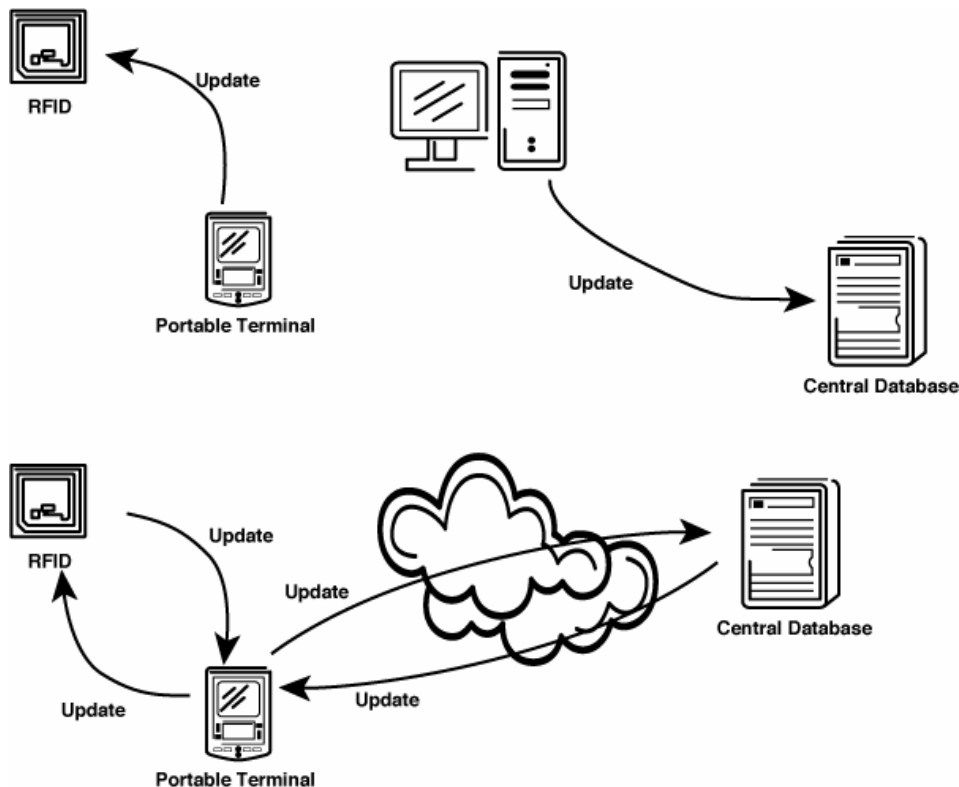 Update
RFID
Portable Terminal
Update
Central Database
RFID
Update
Update
Central Database
Update
Update
Portable Terminal